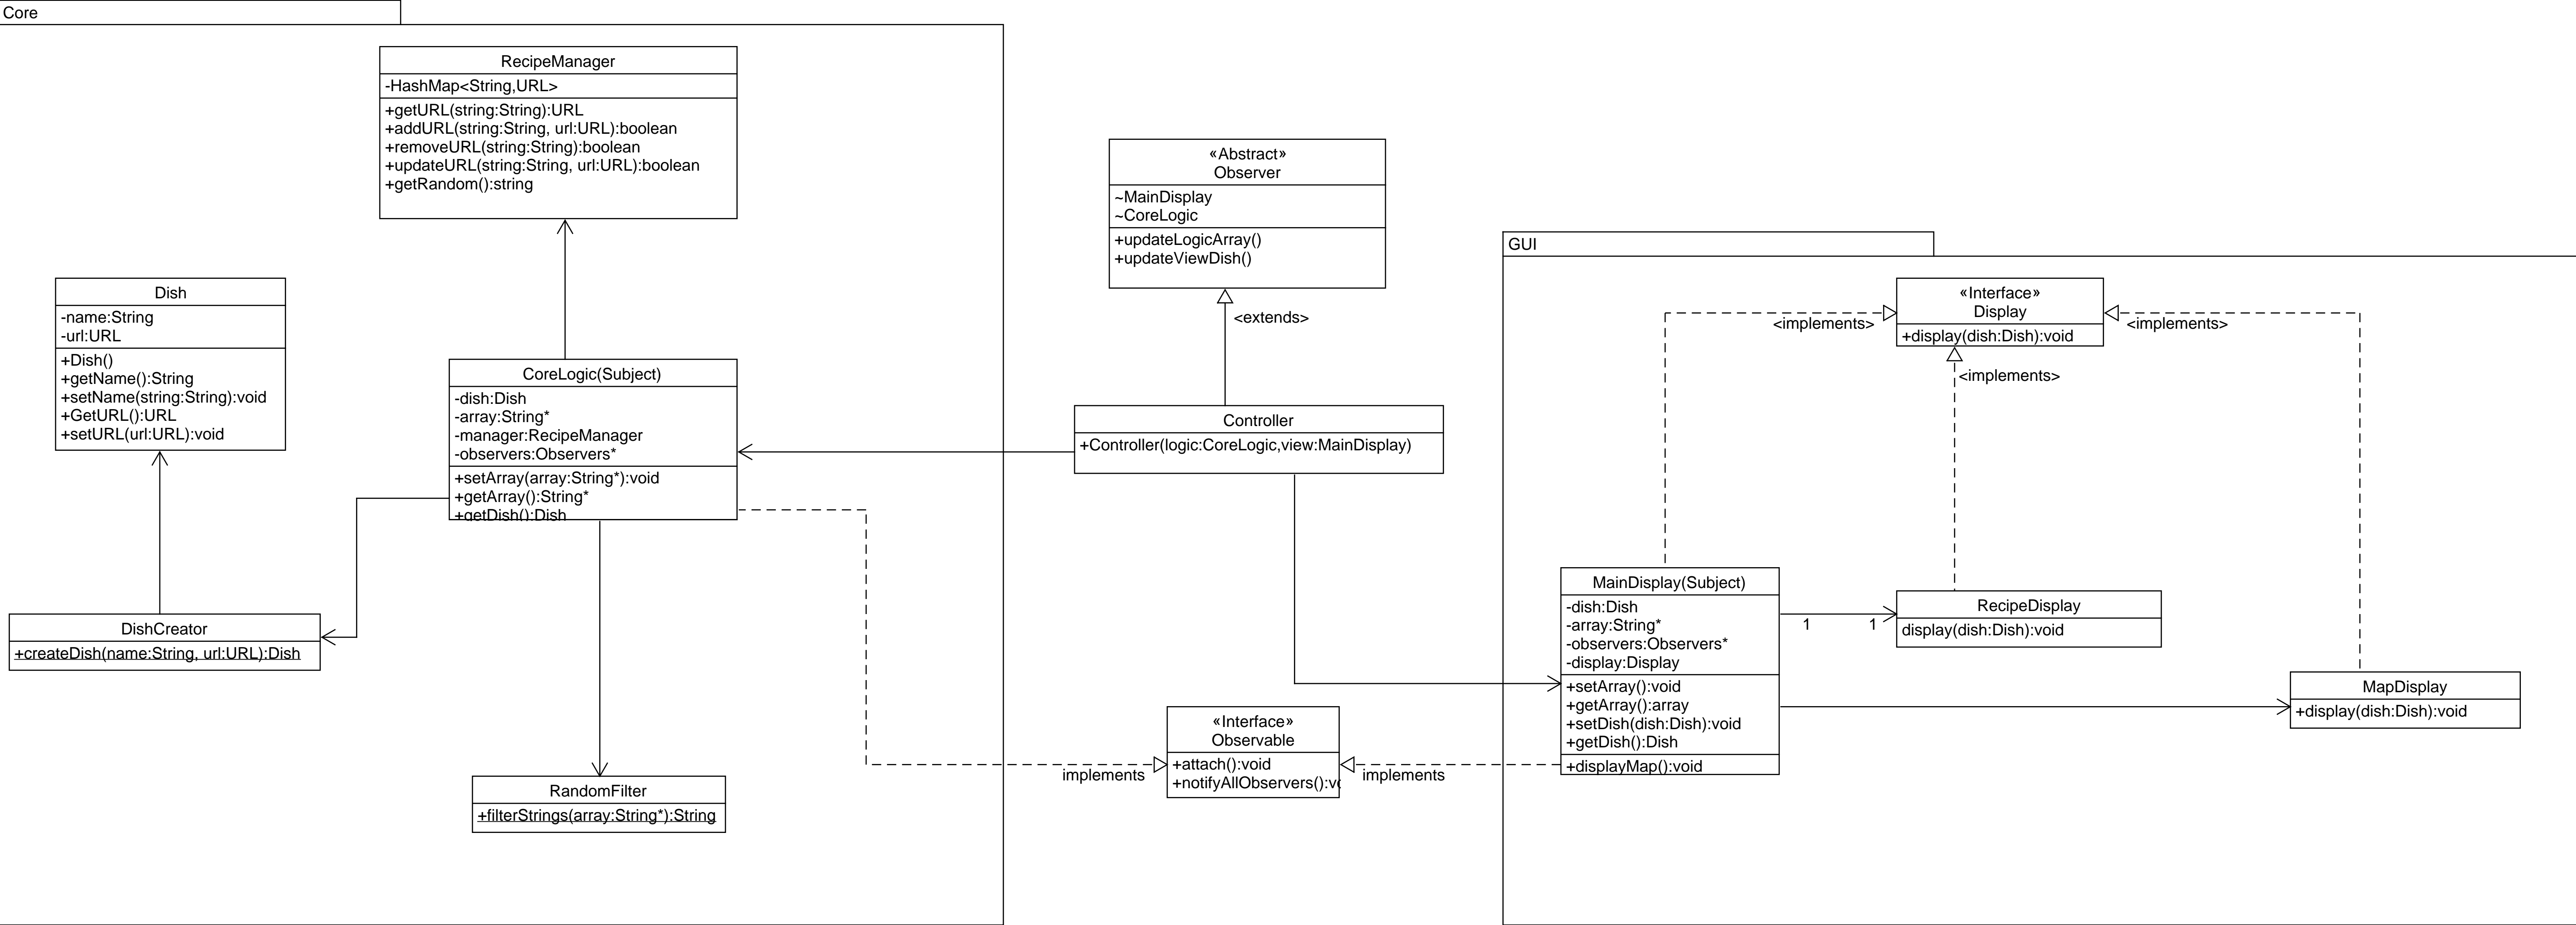 Core
RecipeManager
-HashMap<String,URL>
+getURL(string:String):URL
+addURL(string:String, url:URL):boolean
+removeURL(string:String):boolean
+updateURL(string:String, url:URL):boolean
+getRandom():string
Dish
-name:String
-url:URL
+Dish()
+getName():String
+setName(string:String):void
+GetURL():URL
+setURL(url:URL):void
CoreLogic(Subject)
-dish:Dish
-array:String*
-manager:RecipeManager
-observers:Observers*
+setArray(array:String*):void
+getArray():String*
+getDish():Dish
DishCreator
+createDish(name:String, url:URL):Dish
RandomFilter
+filterStrings(array:String*):String
«Abstract»
Observer
~MainDisplay
~CoreLogic
+updateLogicArray()
+updateViewDish()
<extends>
Controller
+Controller(logic:CoreLogic,view:MainDisplay)
«Interface»
Observable
+attach():void
+notifyAllObservers():vo
implements
implements
GUI
«Interface»
Display
+display(dish:Dish):void
<implements>
<implements>
<implements>
MainDisplay(Subject)
-dish:Dish
-array:String*
-observers:Observers*
-display:Display
+setArray():void
+getArray():array
+setDish(dish:Dish):void
+getDish():Dish
+displayMap():void
1
1
RecipeDisplay
display(dish:Dish):void
MapDisplay
+display(dish:Dish):void